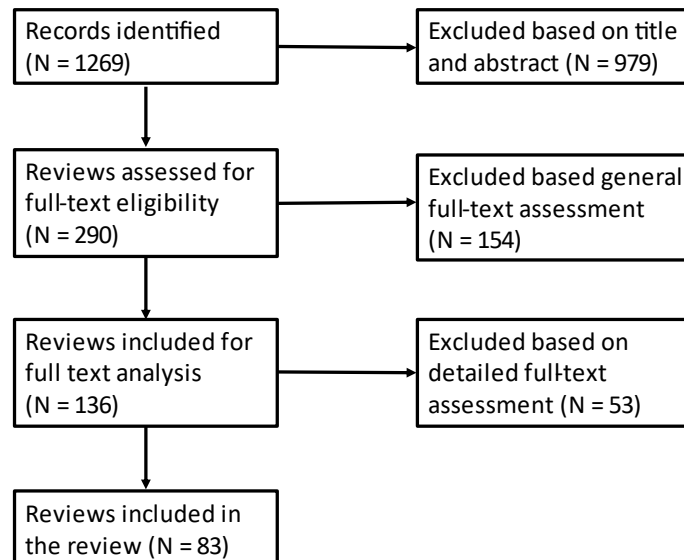 Records identified
(N = 1269)
Excluded based on title
and abstract (N = 979)
Reviews assessed for
full-text eligibility
(N = 290)
Excluded based general
full-text assessment
(N = 154)
Reviews included for
full text analysis
(N = 136)
Excluded based on
detailed full-text
assessment (N = 53)
Reviews included in
the review (N = 83)